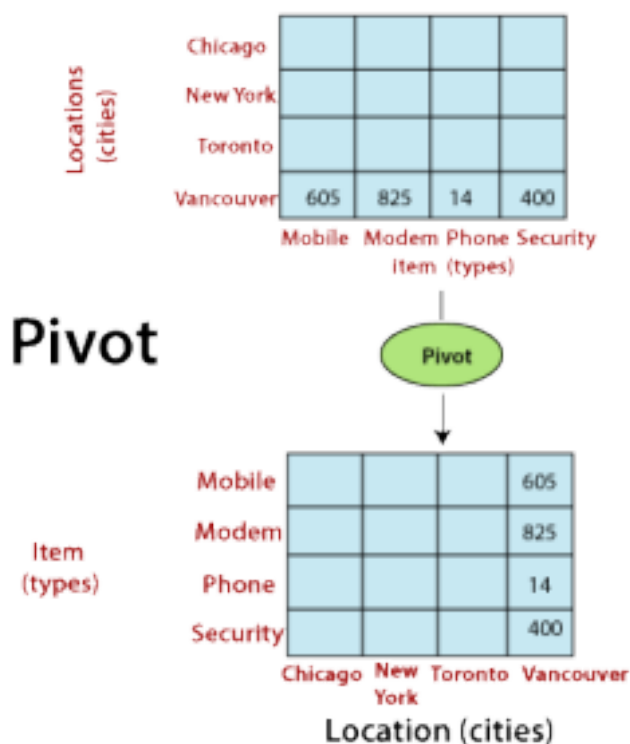 Locations
(cities)
Chicago
New York
Toronto
Vancouver 605 825 14 400
Mobile Modem Phone Security
item (types)
Pivot
Pivot
Item
(types)
Mobile 605
Modem 825
Phone 14
Security 400
Chicago New York Toronto Vancouver
Location (cities)